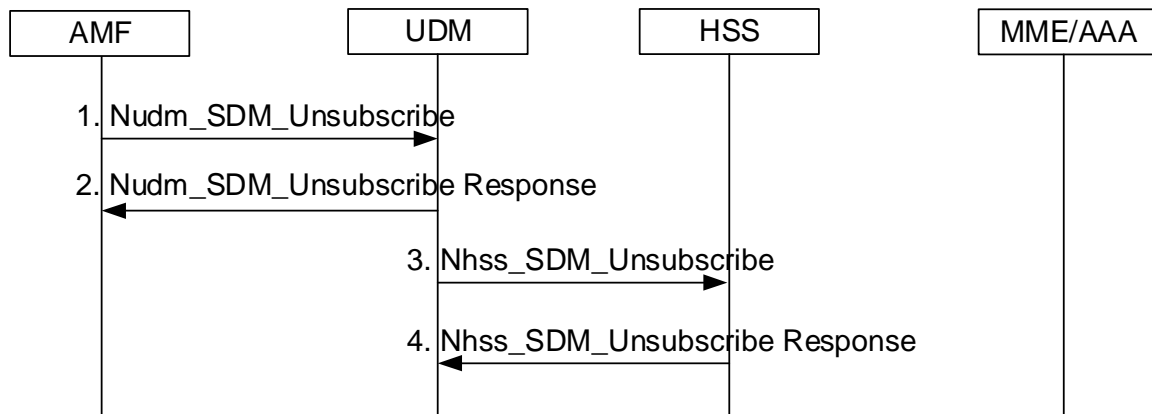 AMF
UDM
HSS
MME/AAA
1. Nudm_SDM_Unsubscribe
2. Nudm_SDM_Unsubscribe Response
3. Nhss_SDM_Unsubscribe
4. Nhss_SDM_Unsubscribe Response